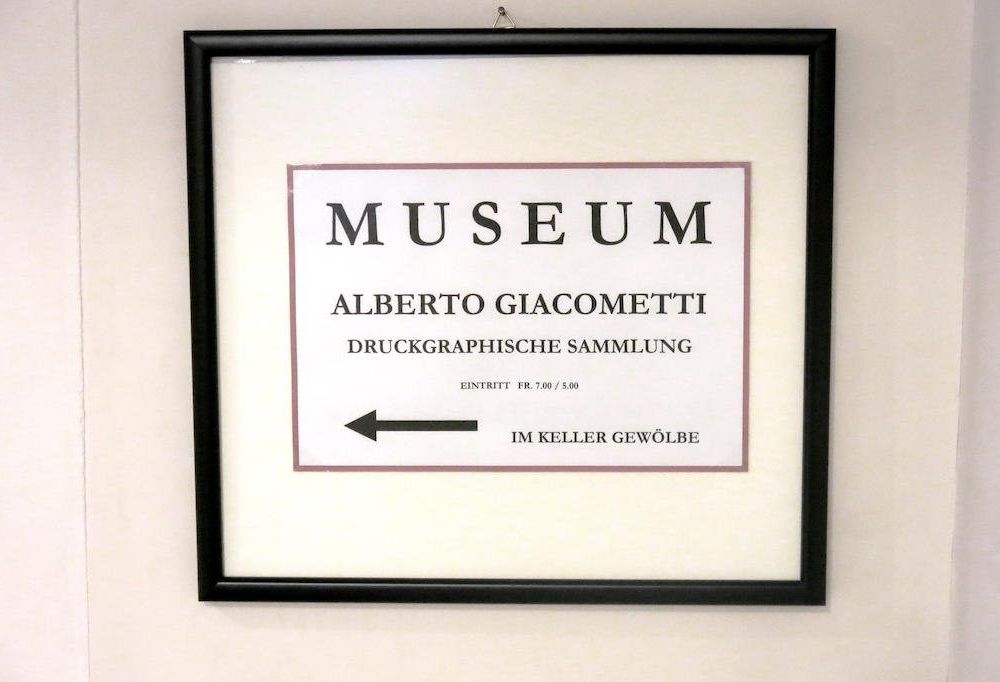 MUSEUM
ALBERTO GIACOMETTI
DRUCKGRAPHISCHE SAMMLUNG
EINTRITT FR. 7.00 / 5.00
IM KELLER GEWÖLBE